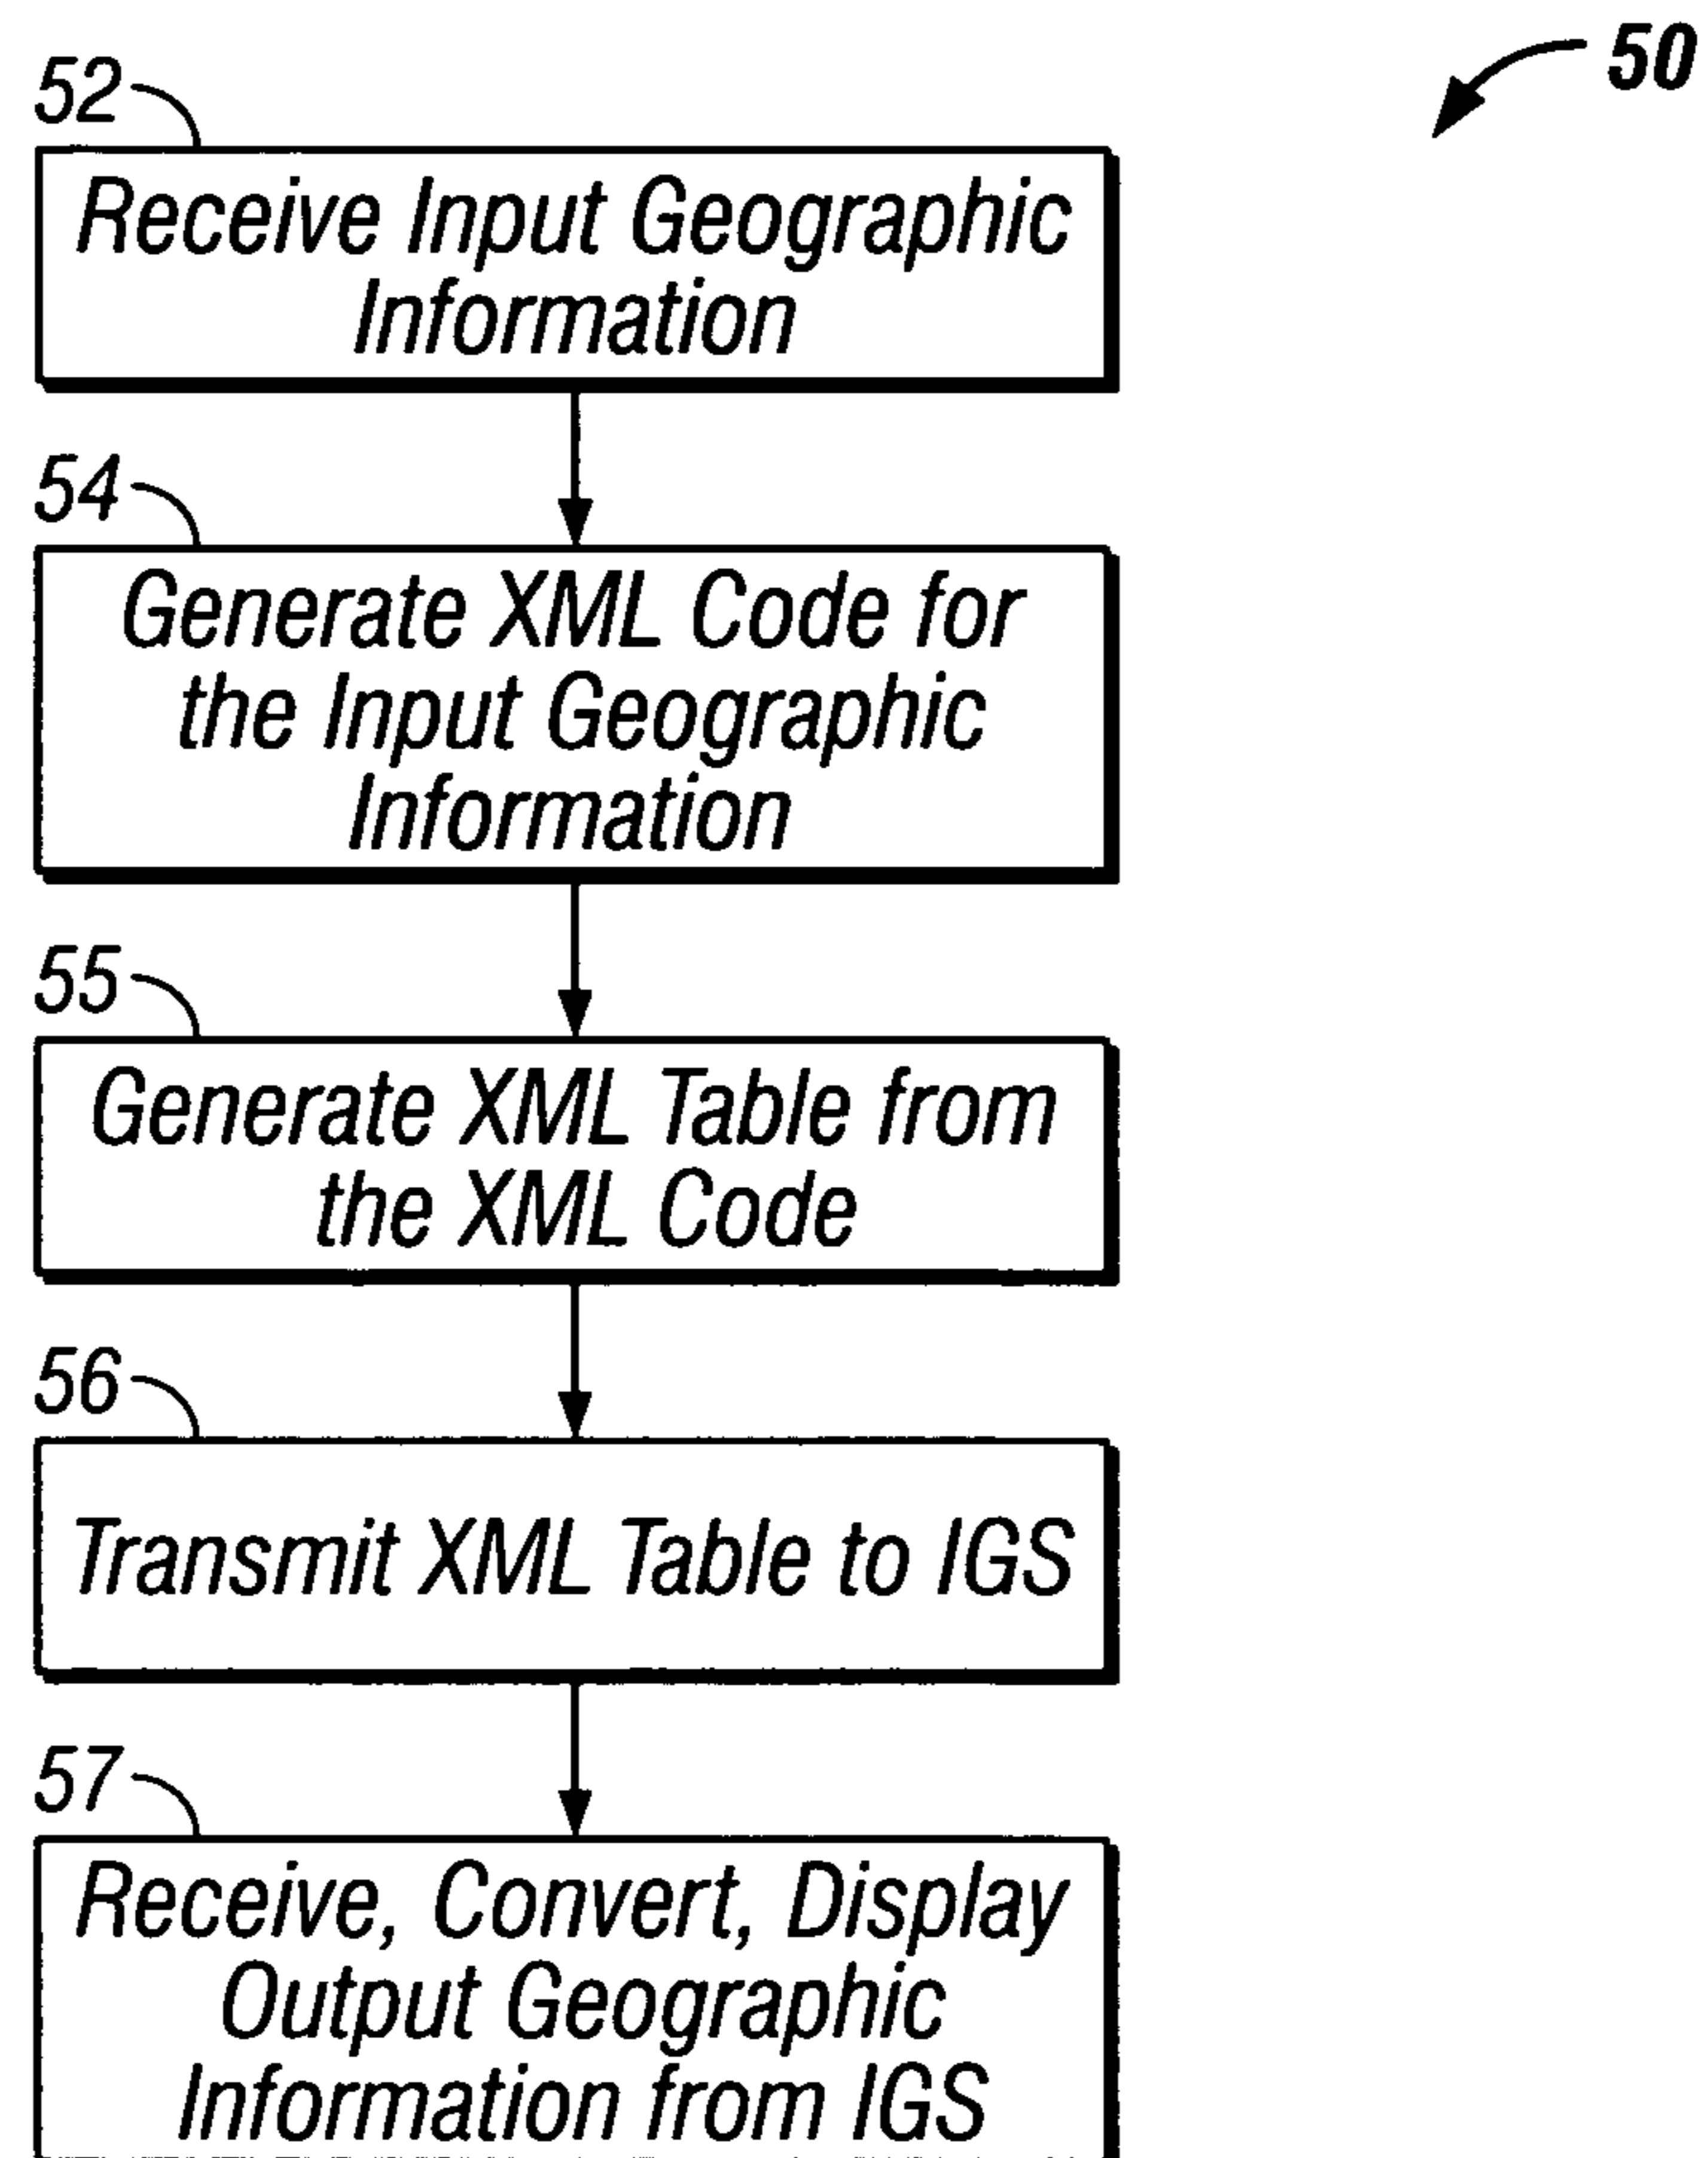 50
52
Receive Input Geographic
Information
54
Generate XML Code for
the Input Geographic
Information
55
Generate XML Table from
the XML Code
56
Transmit XML Table to IGS
57
Receive, Convert, Display
Output Geographic
Information from IGS